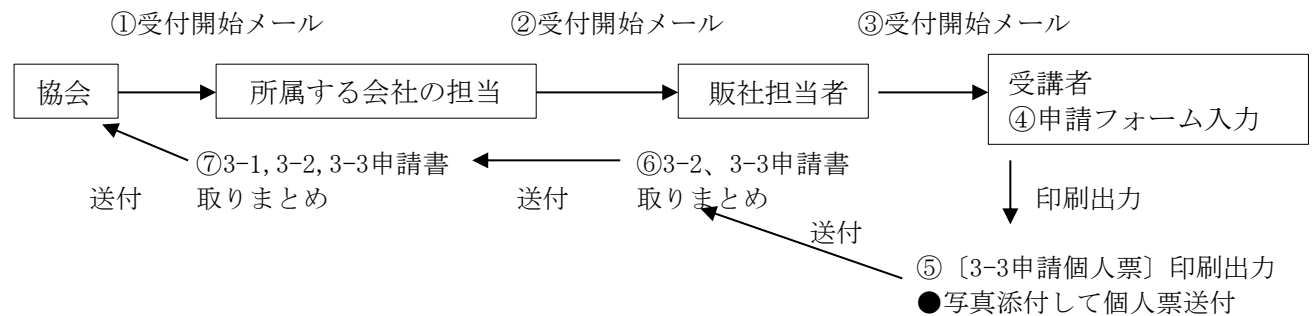 ①受付開始メール
②受付開始メール
③受付開始メール
協会
所属する会社の担当
販社担当者
受講者
④申請フォーム入力
⑦3-1,3-2,3-3申請書
取りまとめ
送付
⑥3-2、3-3申請書
取りまとめ
送付
印刷出力
送付
⑤〔3-3申請個人票〕印刷出力
●写真添付して個人票送付